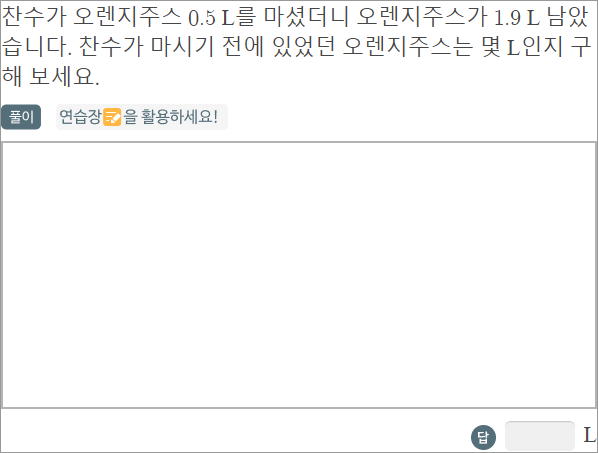 찬수가 오렌지주스 0.5 L를 마셨더니 오렌지주스가 1.9 L 남았
습니다. 찬수가 마시기 전에 있었던 오렌지주스는 몇 L인지 구
해 보세요.
풀이 연습장을 활용하세요!
답 L